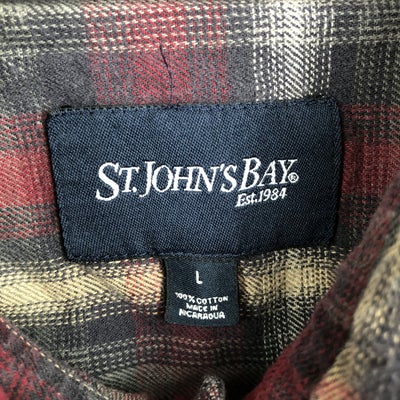 ST. JOHN'S BAY®
Est.1984
L
100% COTTON
MADE IN
NICARAGUA